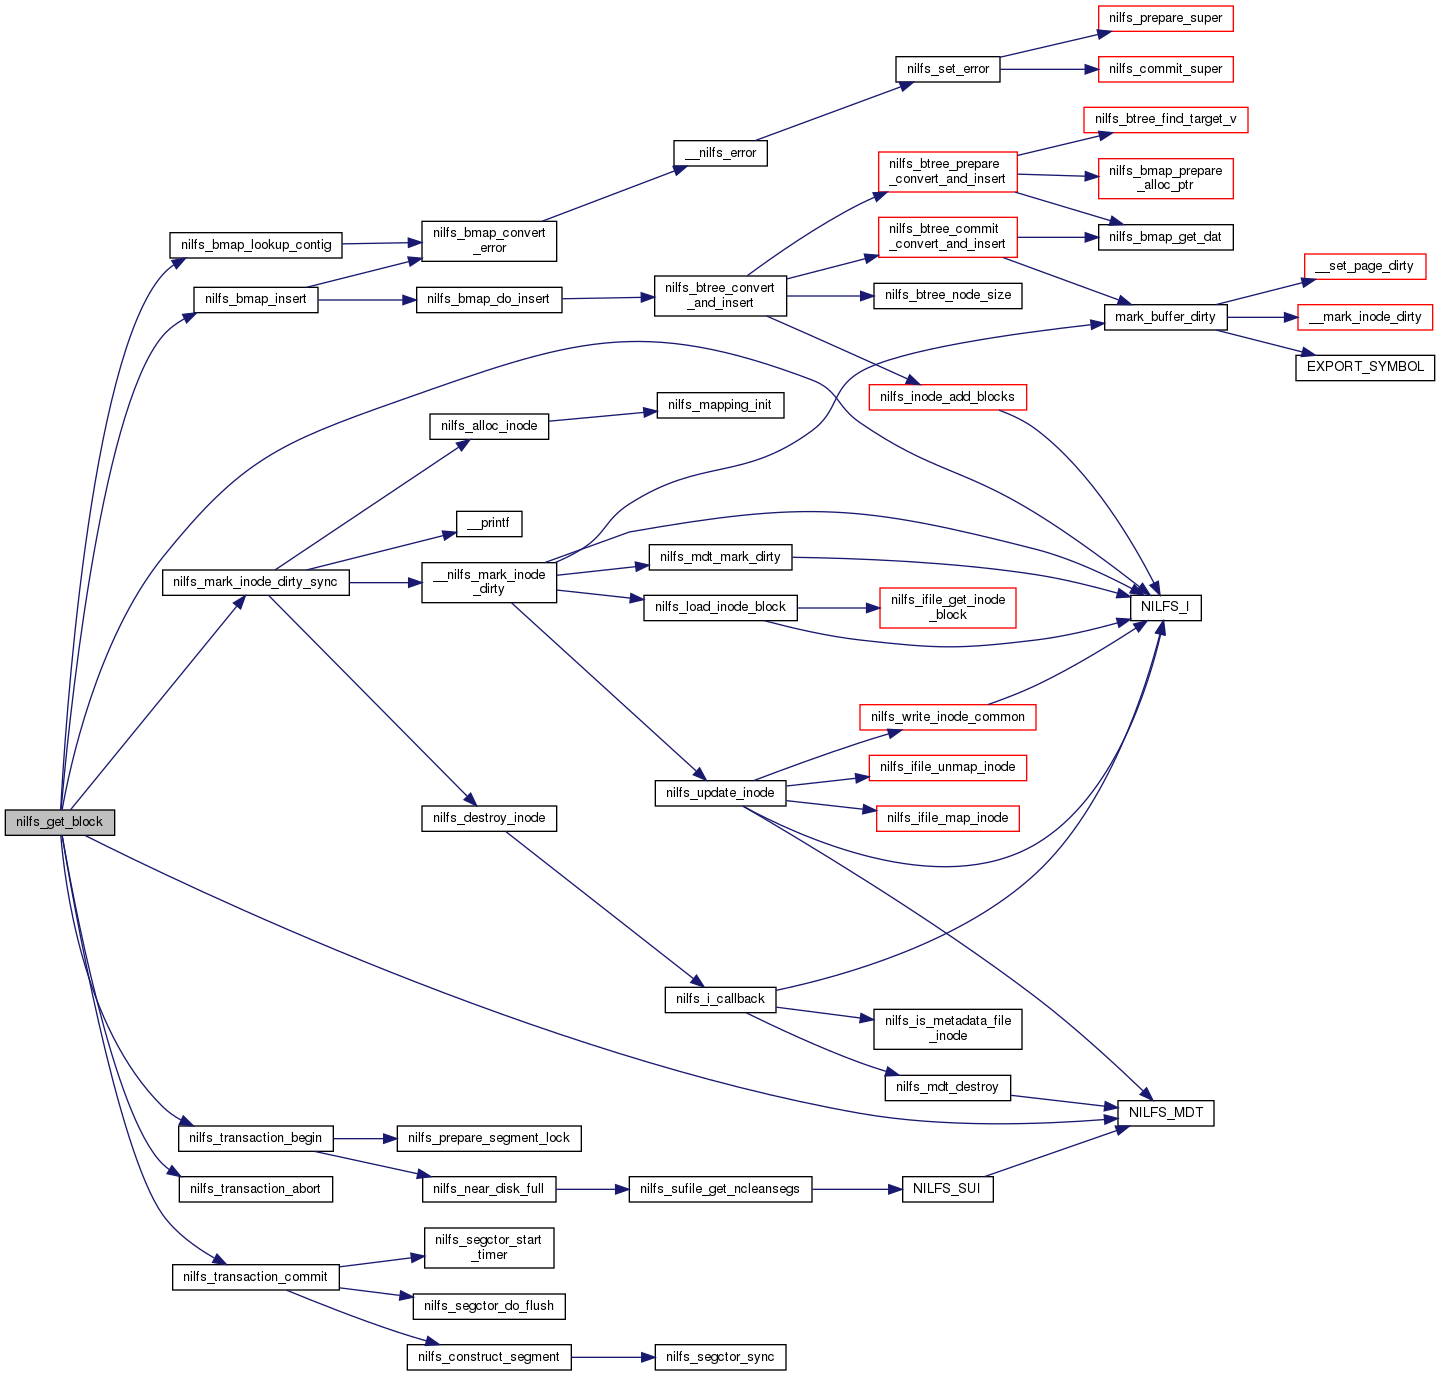 nilfs_prepare_super
nilfs_set_error
nilfs_commit_super
nilfs_btree_find_target_v
__nilfs_error
nilfs_btree_prepare
_convert_and_insert
nilfs_bmap_prepare
_alloc_ptr
nilfs_bmap_lookup_contig
nilfs_bmap_convert
_error
nilfs_btree_commit
_convert_and_insert
nilfs_bmap_get_dat
__set_page_dirty
nilfs_bmap_insert
nilfs_bmap_do_insert
nilfs_btree_convert
_and_insert
nilfs_btree_node_size
mark_buffer_dirty
__mark_inode_dirty
EXPORT_SYMBOL
nilfs_inode_add_blocks
nilfs_mapping_init
nilfs_alloc_inode
__printf
nilfs_mark_inode_dirty_sync
__nilfs_mark_inode
_dirty
nilfs_mdt_mark_dirty
nilfs_load_inode_block
nilfs_ifile_get_inode
_block
NILFS_I
nilfs_write_inode_common
nilfs_ifile_unmap_inode
nilfs_update_inode
nilfs_ifile_map_inode
nilfs_get_block
nilfs_destroy_inode
nilfs_i_callback
nilfs_is_metadata_file
_inode
nilfs_mdt_destroy
NILFS_MDT
nilfs_transaction_begin
nilfs_prepare_segment_lock
nilfs_transaction_abort
nilfs_near_disk_full
nilfs_sufile_get_ncleansegs
NILFS_SUI
nilfs_segctor_start
_timer
nilfs_transaction_commit
nilfs_segctor_do_flush
nilfs_construct_segment
nilfs_segctor_sync